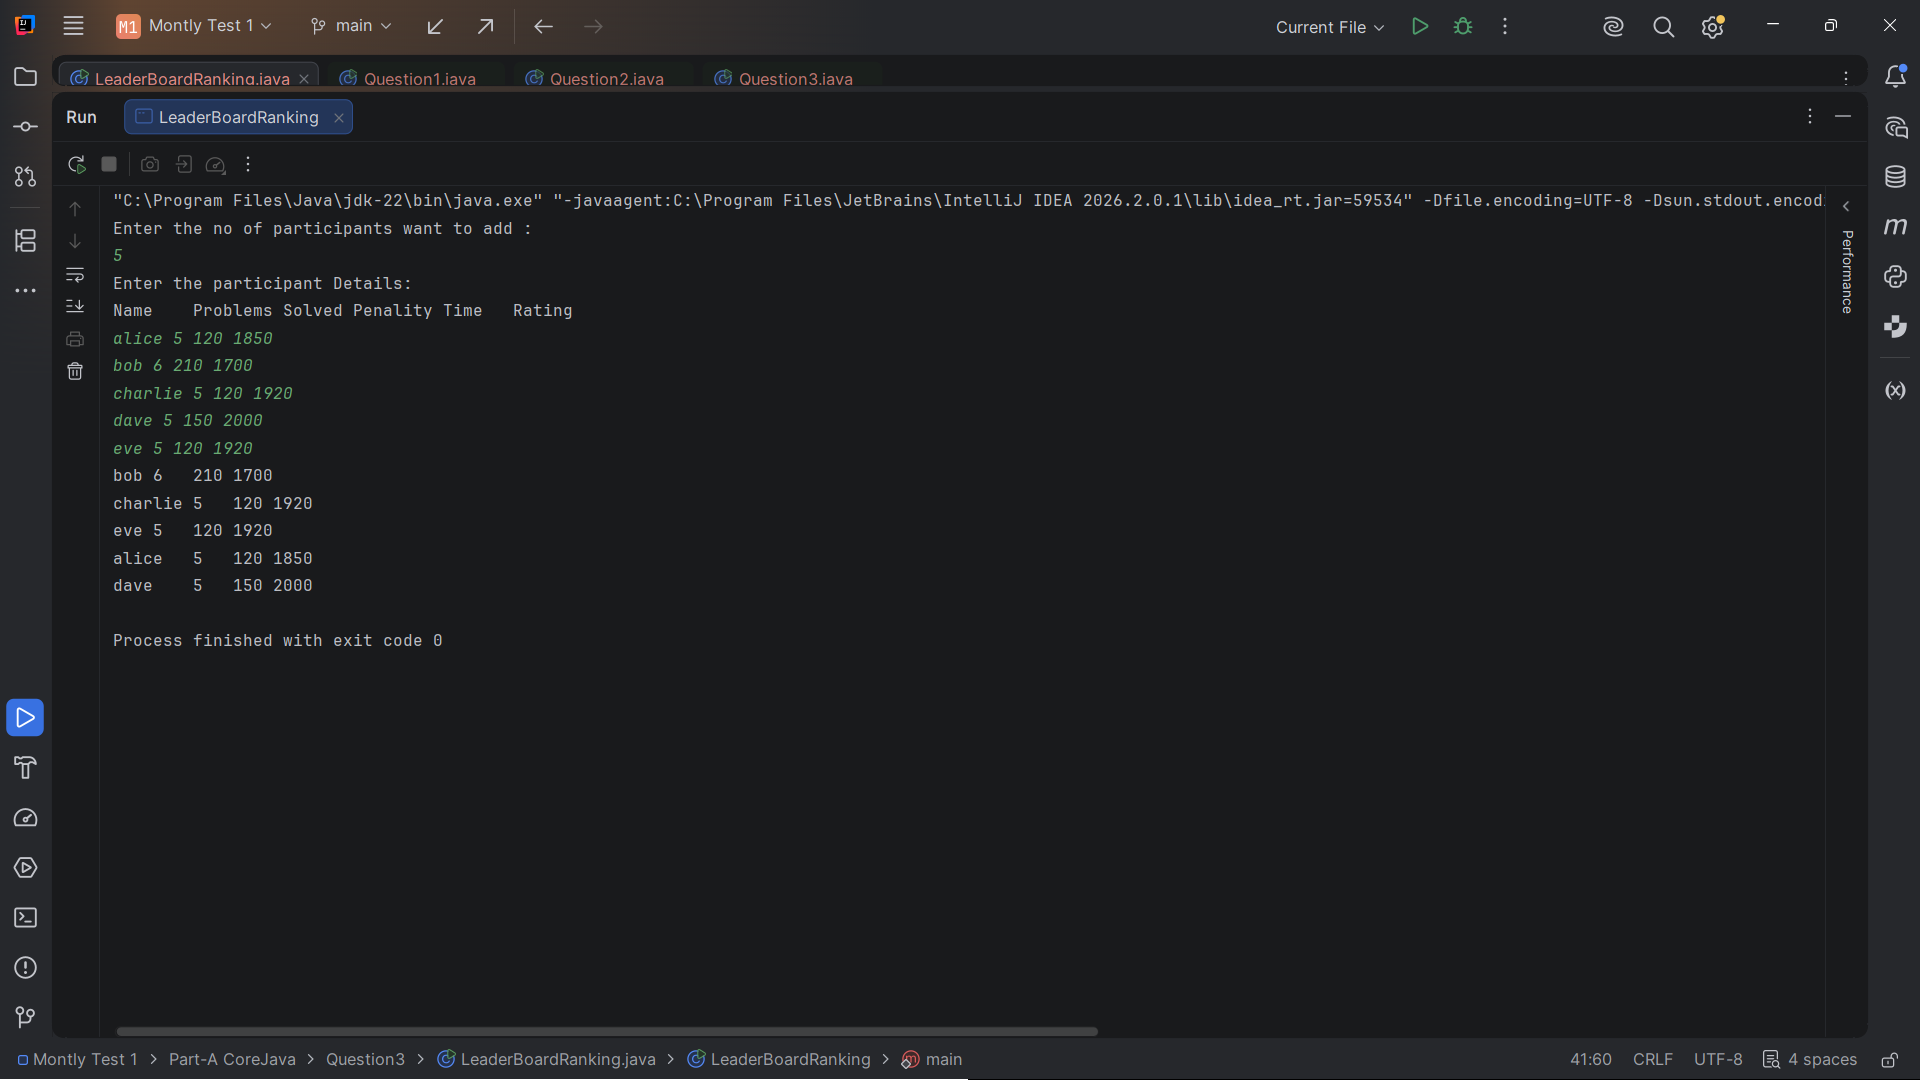 M1 Montly Test 1 main Current File
LeaderBoardRanking.java Question1.java Question2.java Question3.java
Run LeaderBoardRanking
"C:\Program Files\Java\jdk-22\bin\java.exe" "-javaagent:C:\Program Files\JetBrains\IntelliJ IDEA 2026.2.0.1\lib\idea_rt.jar=59534" -Dfile.encoding=UTF-8 -Dsun.stdout.encodi
Enter the no of participants want to add :
5
Enter the participant Details:
Name    Problems Solved Penality Time   Rating
alice 5 120 1850
bob 6 210 1700
charlie 5 120 1920
dave 5 150 2000
eve 5 120 1920
bob 6   210 1700
charlie 5   120 1920
eve 5   120 1920
alice   5   120 1850
dave    5   150 2000
Process finished with exit code 0
Performance
Montly Test 1 > Part-A CoreJava > Question3 > LeaderBoardRanking.java > LeaderBoardRanking > main 41:60 CRLF UTF-8 4 spaces